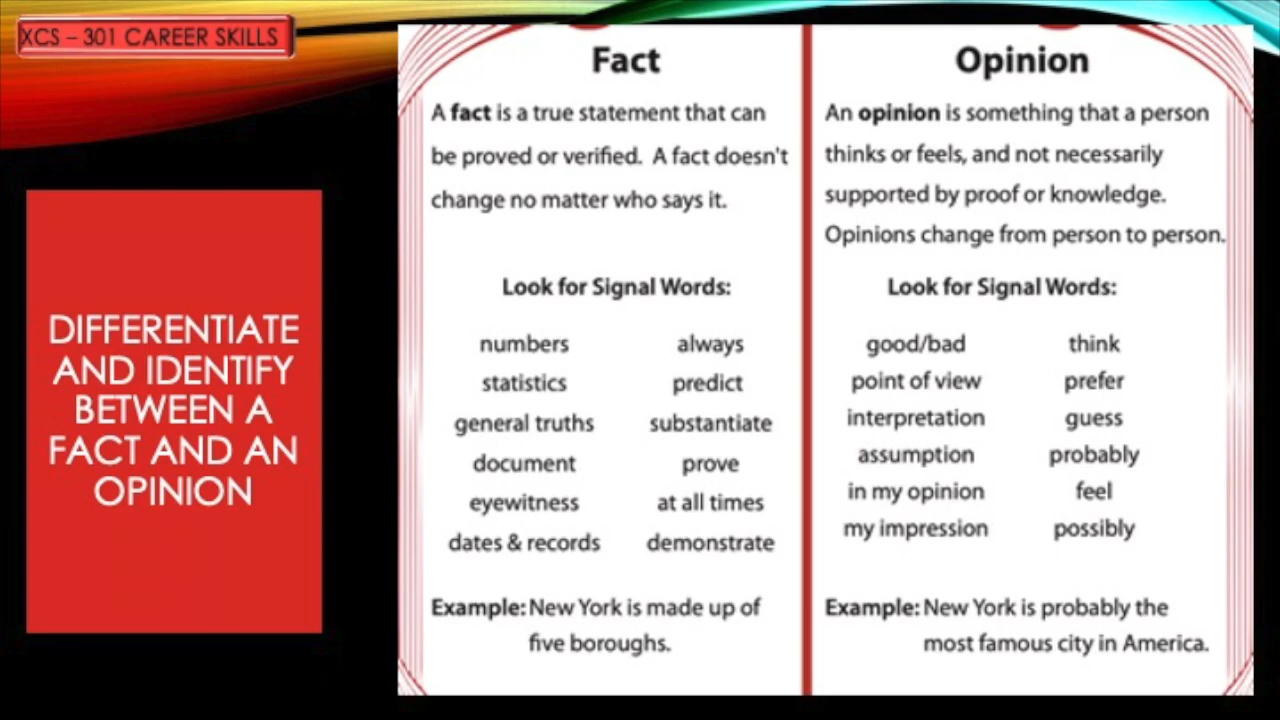 XCS – 301 CAREER SKILLS
DIFFERENTIATE
AND IDENTIFY
BETWEEN A
FACT AND AN
OPINION
Fact
A fact is a true statement that can
be proved or verified. A fact doesn't
change no matter who says it.
Look for Signal Words:
numbers always
statistics predict
general truths substantiate
document prove
eyewitness at all times
dates & records demonstrate
Example: New York is made up of
five boroughs.
Opinion
An opinion is something that a person
thinks or feels, and not necessarily
supported by proof or knowledge.
Opinions change from person to person.
Look for Signal Words:
good/bad think
point of view prefer
interpretation guess
assumption probably
in my opinion feel
my impression possibly
Example: New York is probably the
most famous city in America.